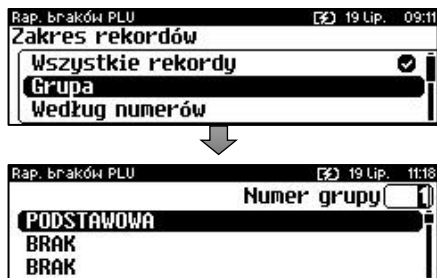 Rap. braków PLU 19 Lip. 09:11
Zakres rekordów
Wszystkie rekordy
Grupa
Według numerów
Rap. braków PLU 19 Lip. 11:18
Numer grupy 1
PODSTAWOWA
BRAK
BRAK